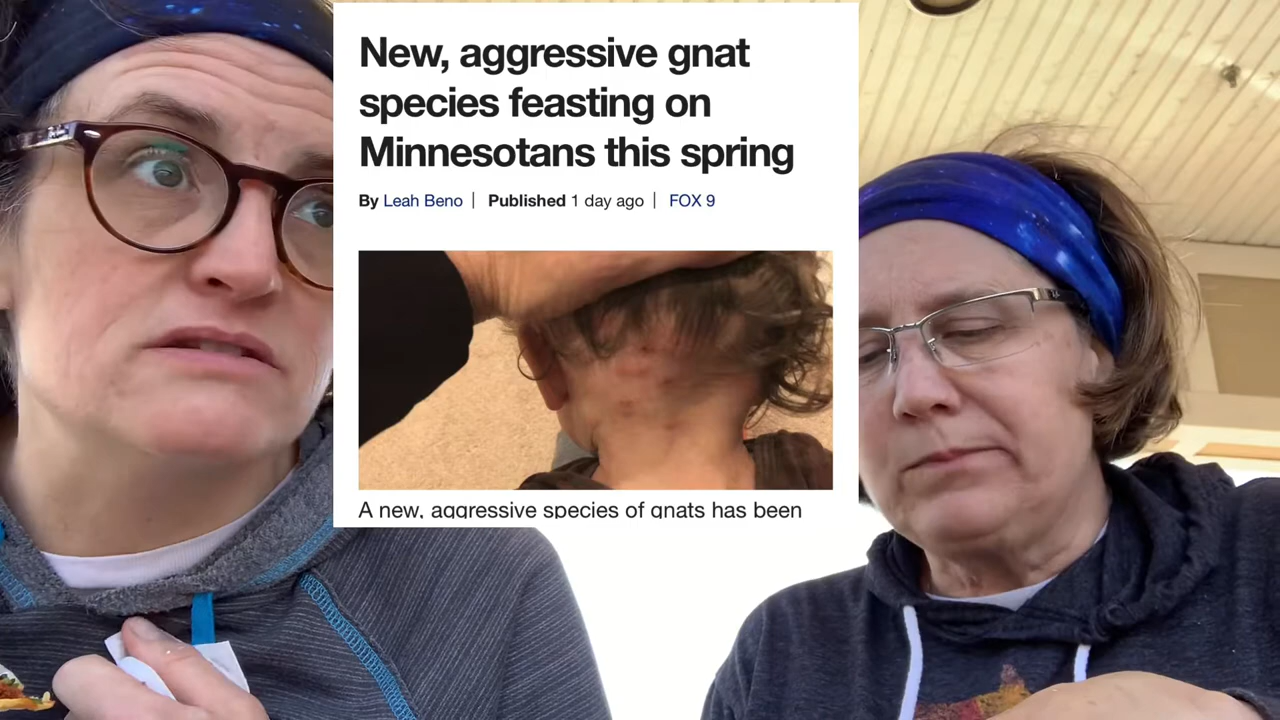 New, aggressive gnat
species feasting on
Minnesotans this spring
By Leah Beno | Published 1 day ago | FOX 9
A new, aggressive species of gnats has been